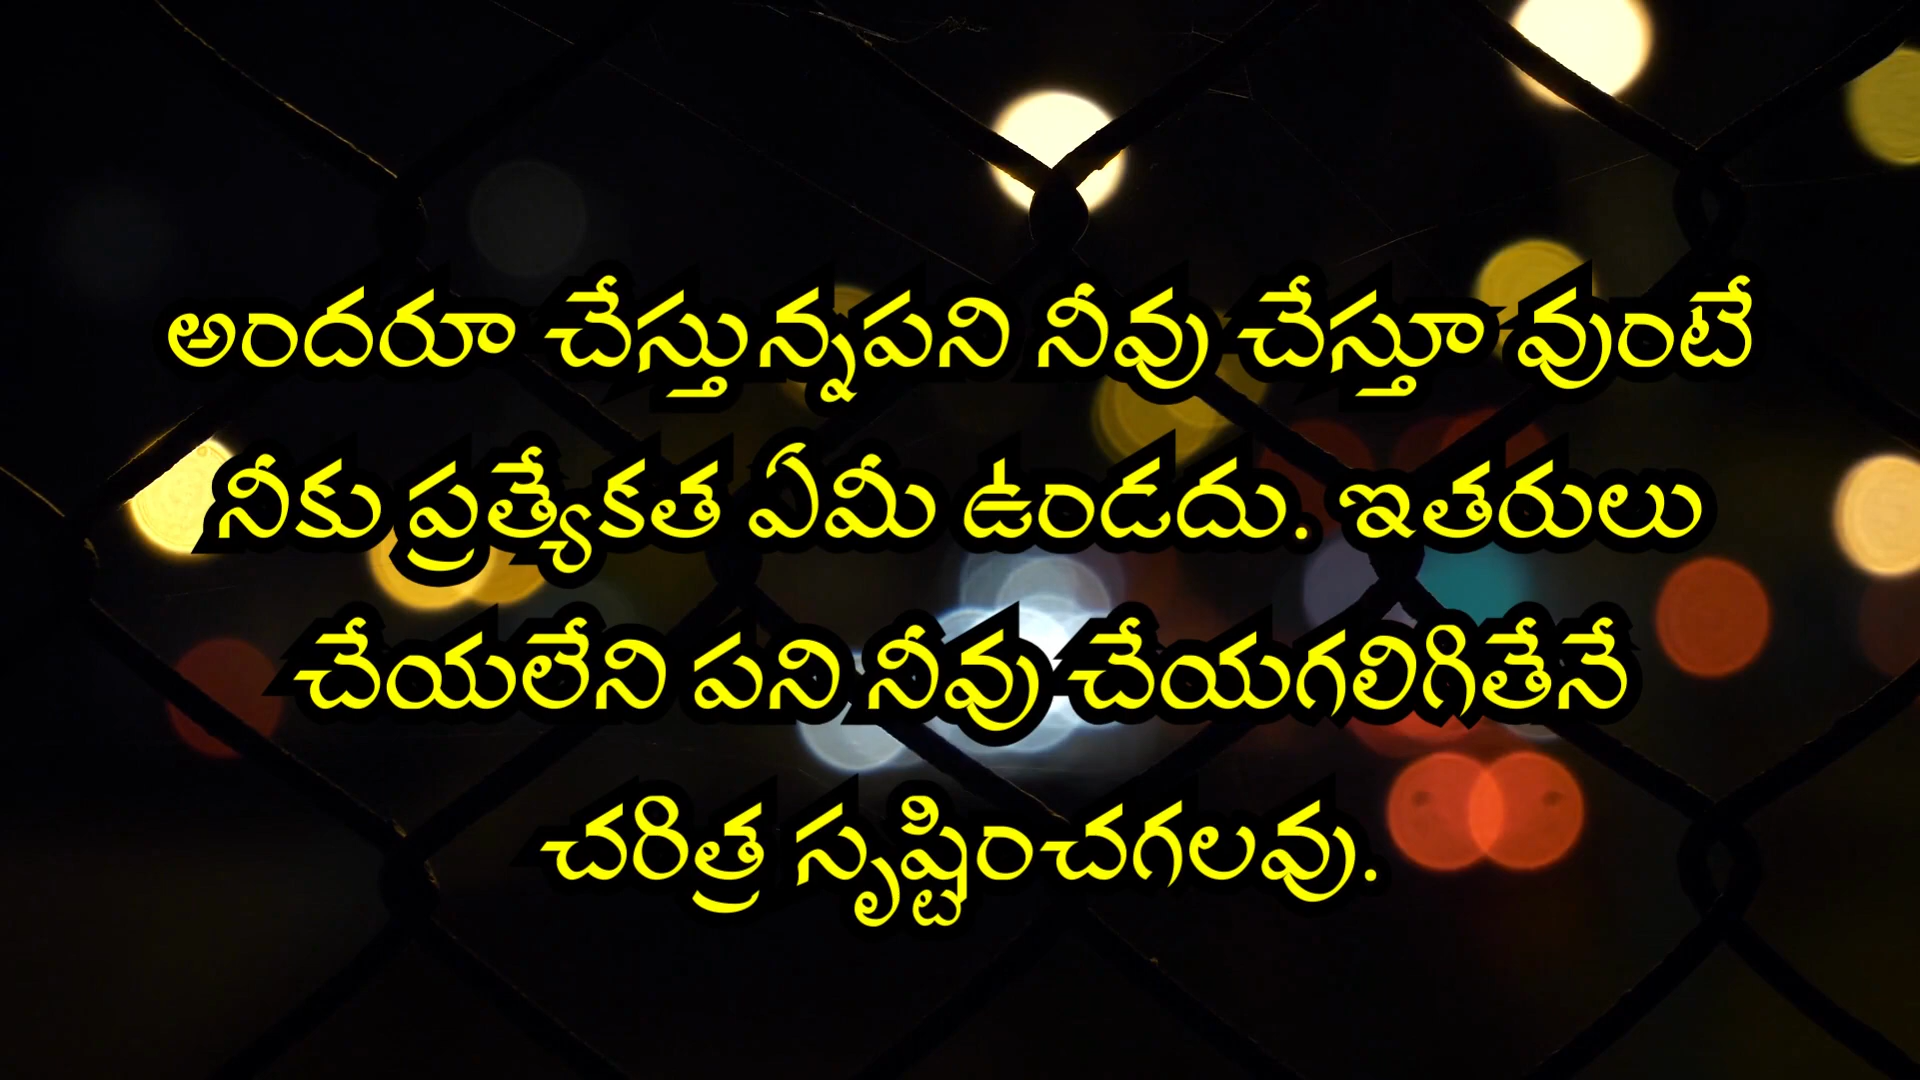 అందరూ చేస్తున్నపని నీవు చేస్తూ వుంటే
నీకు ప్రత్యేకత ఏమీ ఉండదు. ఇతరులు
చేయలేని పని నీవు చేయగలిగితేనే
చరిత్ర సృష్టించగలవు.